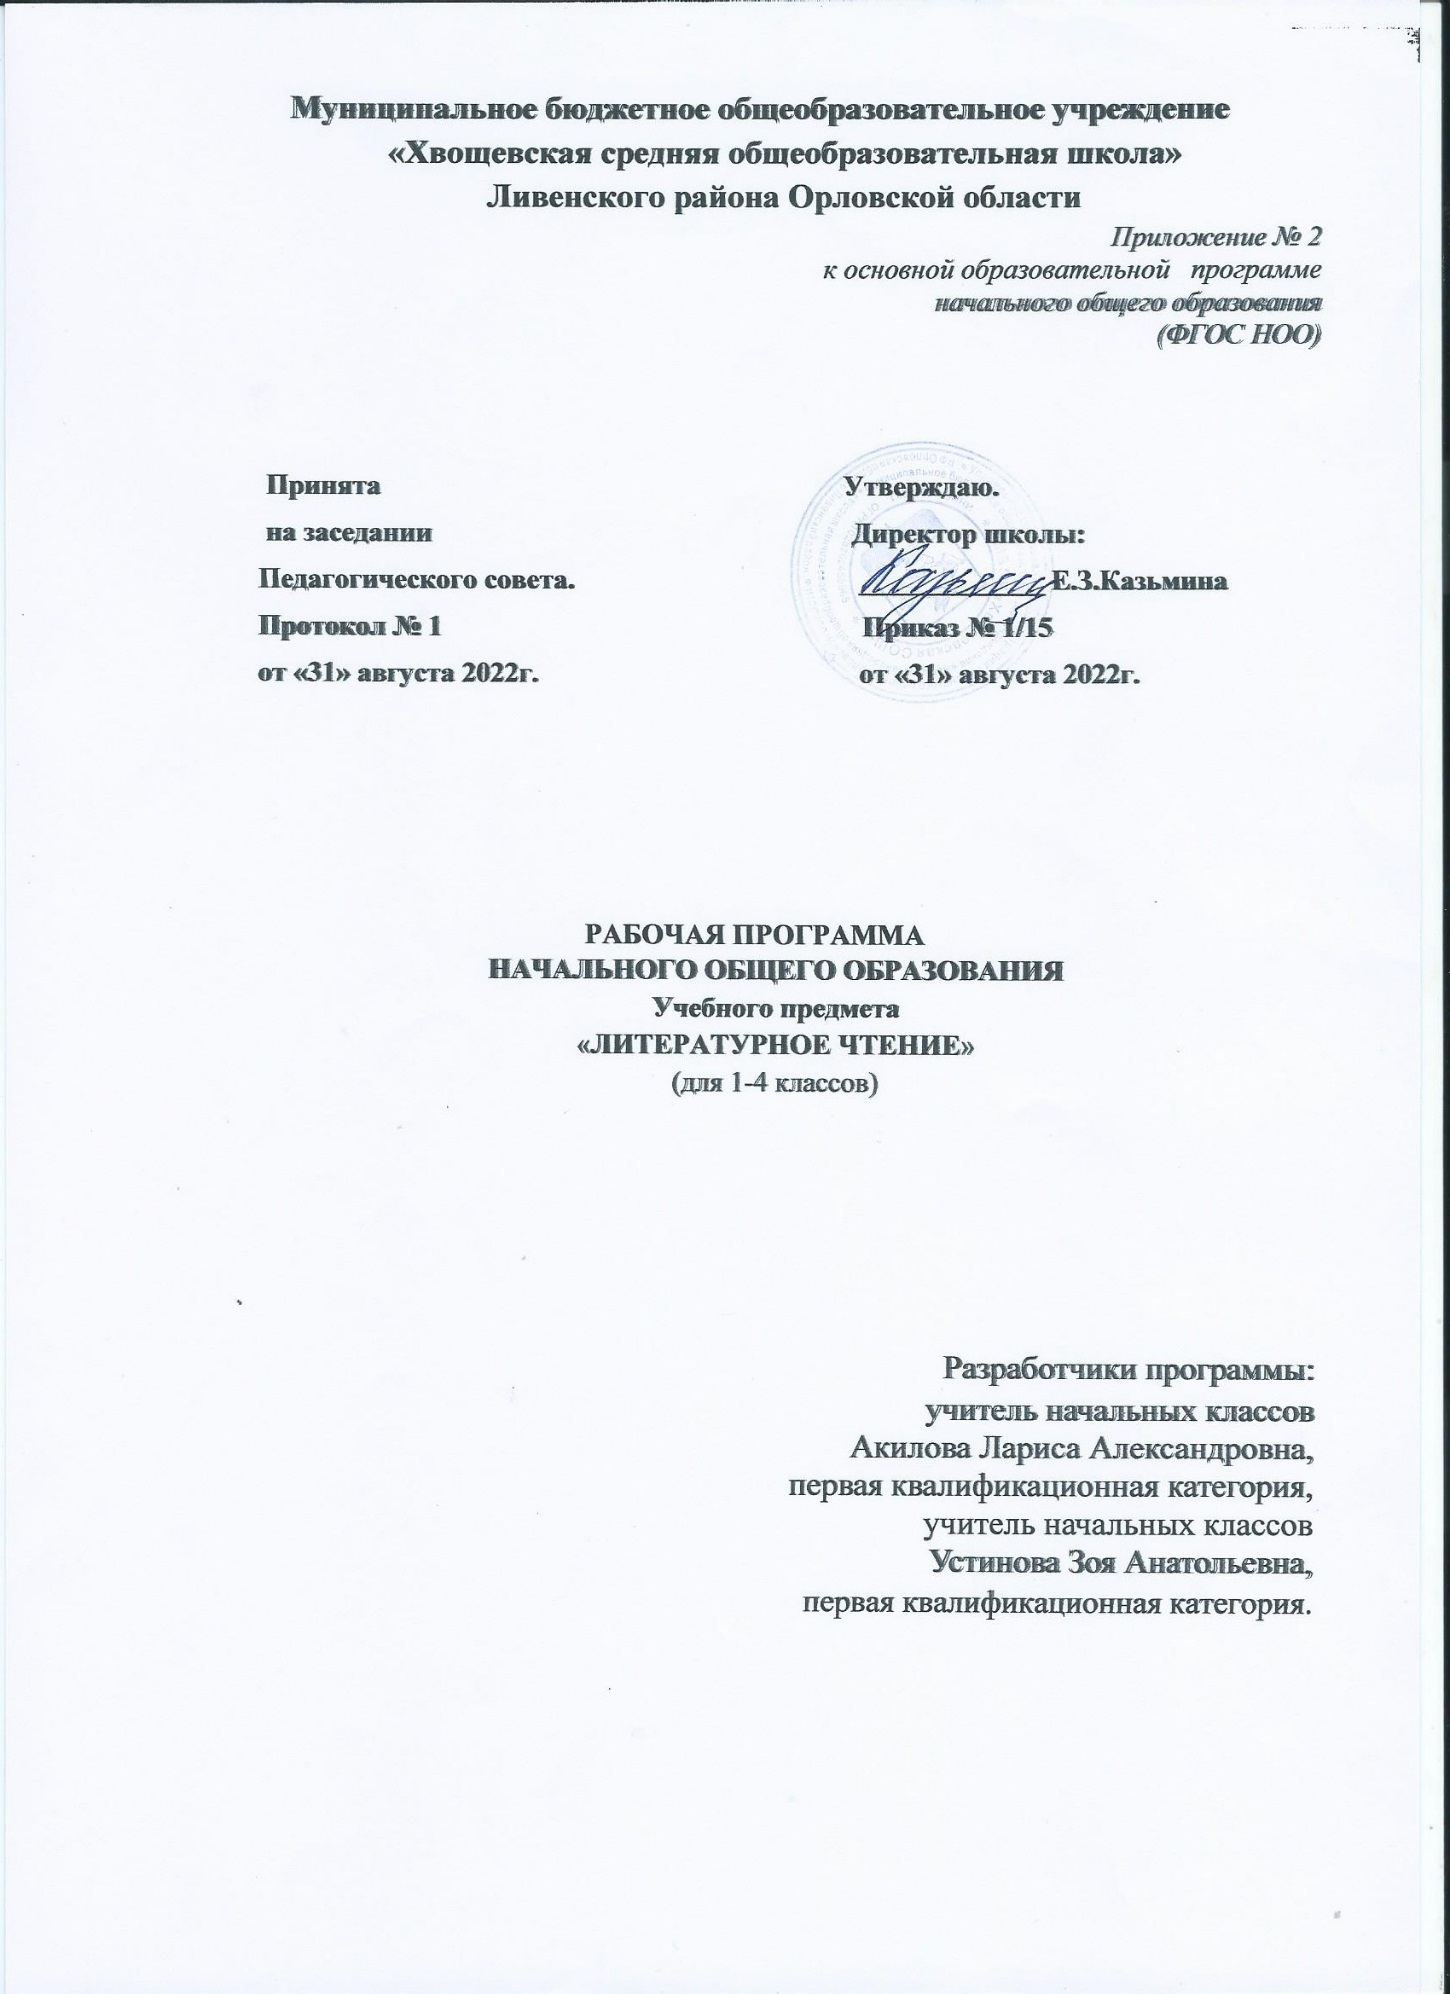 Муниципальное бюджетное общеобразовательное учреждение
«Хвощевская средняя общеобразовательная школа»
Ливенского района Орловской области
Приложение № 2
к основной образовательной программе
начального общего образования
(ФГОС НОО)
Принята
на заседании
Педагогического совета.
Протокол № 1
от «31» августа 2022г.
Утверждаю.
Директор школы:
Е.З.Казьмина
Приказ № 1/15
от «31» августа 2022г.
РАБОЧАЯ ПРОГРАММА
НАЧАЛЬНОГО ОБЩЕГО ОБРАЗОВАНИЯ
Учебного предмета
«ЛИТЕРАТУРНОЕ ЧТЕНИЕ»
(для 1-4 классов)
Разработчики программы:
учитель начальных классов
Акилова Лариса Александровна,
первая квалификационная категория,
учитель начальных классов
Устинова Зоя Анатольевна,
первая квалификационная категория.